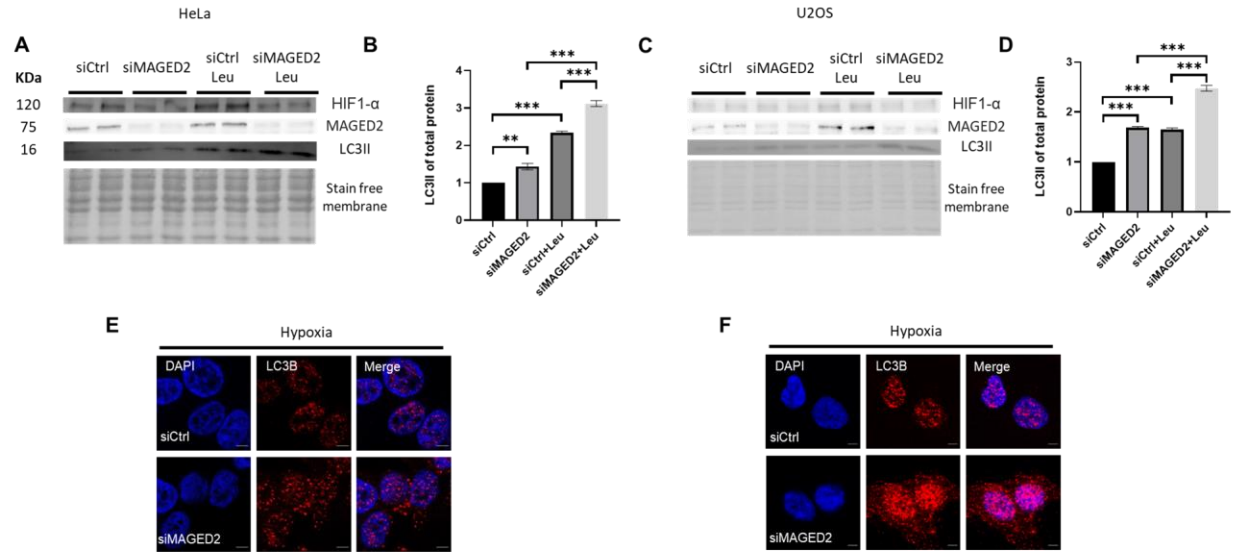 HeLa
U2OS
A
KDa
siCtrl
siMAGED2
siCtrl
Leu
siMAGED2
Leu
120
HIF1-α
75
MAGED2
16
LC3II
Stain free
membrane
B
LC3II of total protein
4
3
2
1
0
**
***
***
***
siCtrl
siMAGED2
siCtrl+Leu
siMAGED2+Leu
C
siCtrl
siMAGED2
siCtrl
Leu
siMAGED2
Leu
HIF1-α
MAGED2
LC3II
Stain free
membrane
D
LC3II of total protein
3
2
1
0
***
***
***
***
siCtrl
siMAGED2
siCtrl+Leu
siMAGED2+Leu
E
Hypoxia
DAPI
LC3B
Merge
siCtrl
siMAGED2
F
Hypoxia
DAPI
LC3B
Merge
siCtrl
siMAGED2